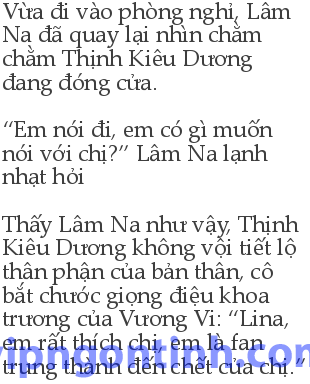 Vừa đi vào phòng nghỉ, Lâm
Na đã quay lại nhìn chằm
chằm Thịnh Kiêu Dương
đang đóng cửa.
“Em nói đi, em có gì muốn
nói với chị?” Lâm Na lạnh
nhạt hỏi
Thấy Lâm Na như vậy, Thịnh
Kiêu Dương không vội tiết lộ
thân phận của bản thân, cô
bắt chước giọng điệu khoa
trương của Vương Vi: “Lina,
em rất thích chị, em là fan
trung thành đến chết của chị.”
vipngontinh.com